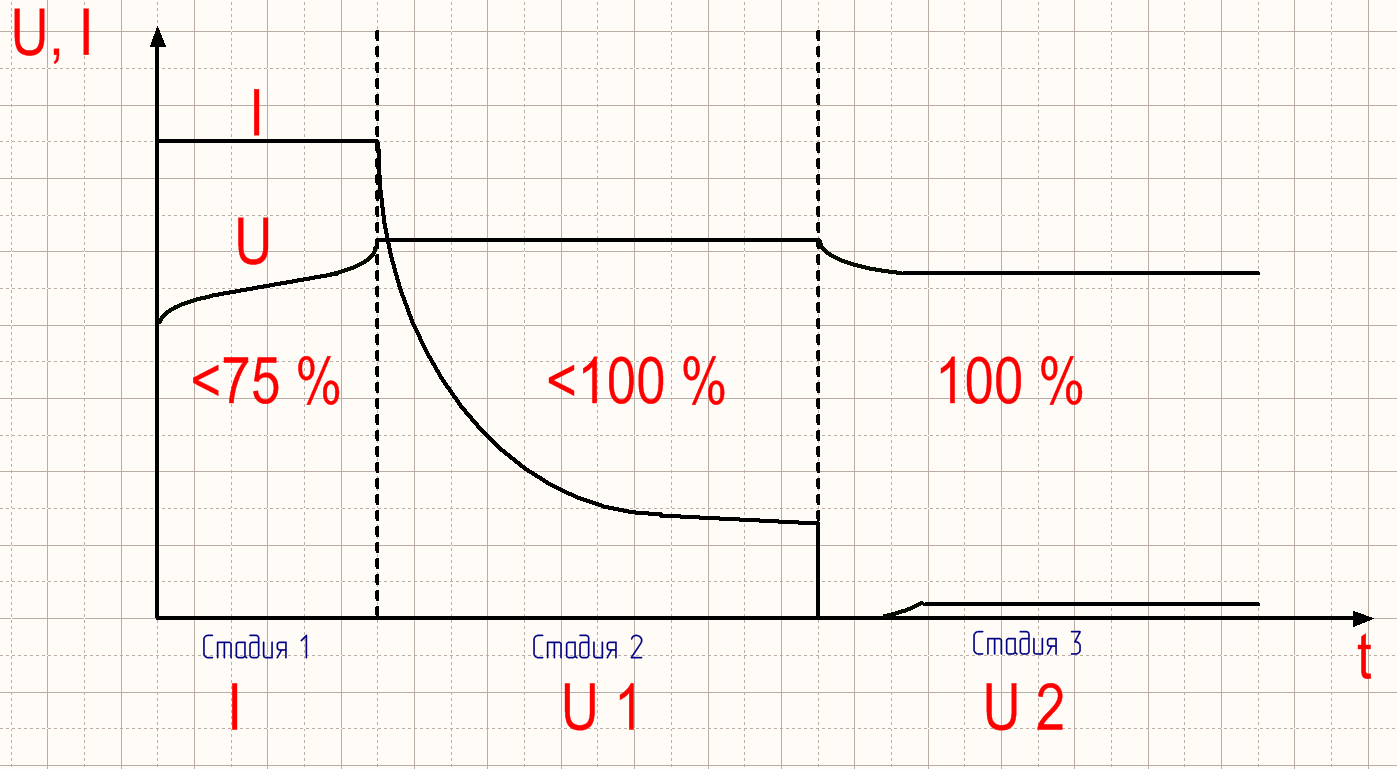 U, I
I
U
<75 %
<100 %
100 %
Стадия 1
Стадия 2
Стадия 3
t
I
U 1
U 2